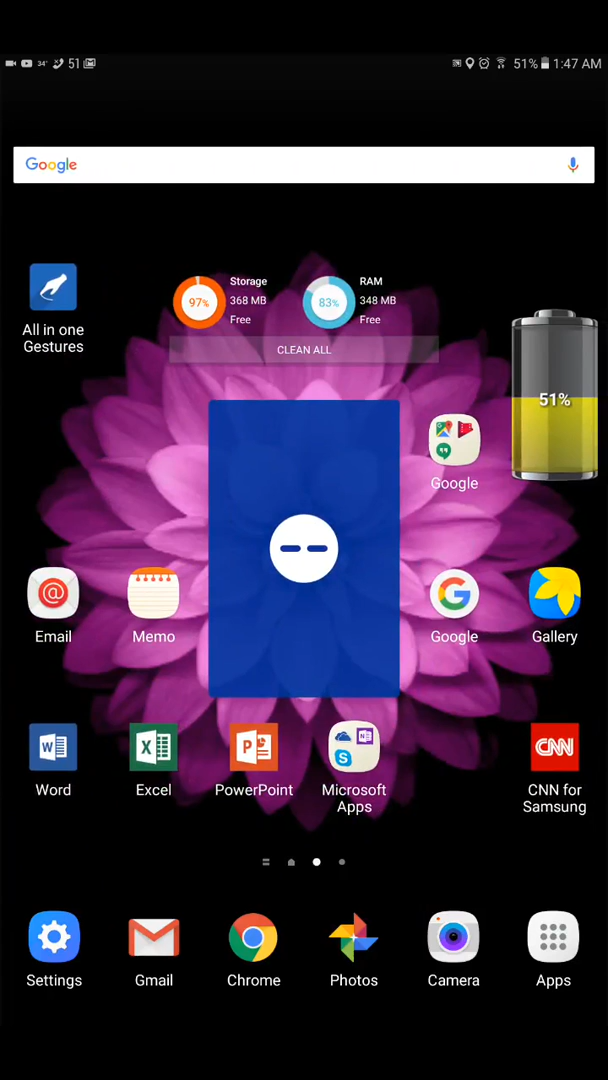 34°
51
51%
1:47 AM
Google
All in one
Gestures
Storage
97%
368 MB
Free
RAM
83%
348 MB
Free
CLEAN ALL
51%
Google
Email
Memo
Google
Gallery
Word
Excel
PowerPoint
Microsoft
Apps
CNN
CNN for
Samsung
Settings
Gmail
Chrome
Photos
Camera
Apps